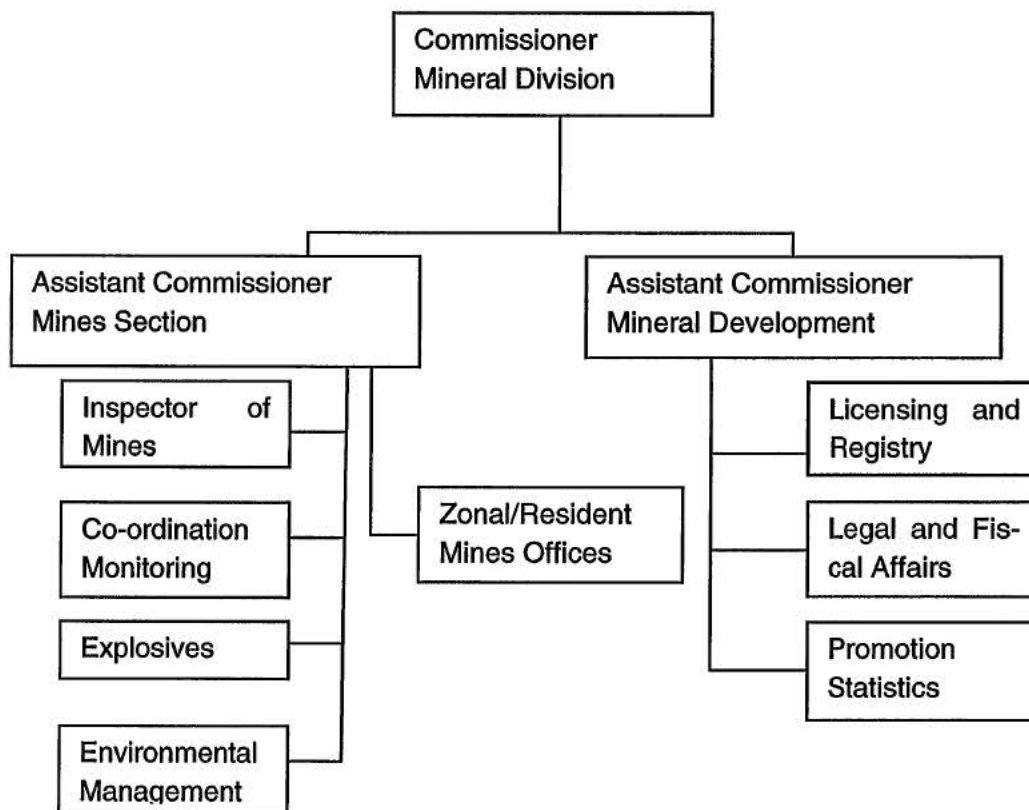 Commissioner
Mineral Division
Assistant Commissioner
Mines Section
Assistant Commissioner
Mineral Development
Inspector of
Mines
Co-ordination
Monitoring
Explosives
Environmental
Management
Zonal/Resident
Mines Offices
Licensing and
Registry
Legal and Fis-
cal Affairs
Promotion
Statistics